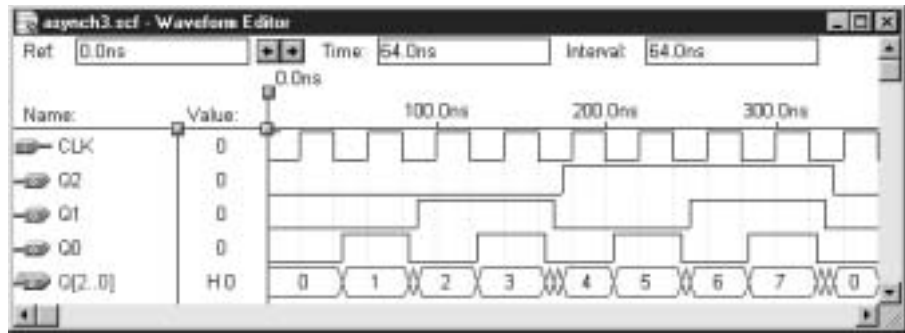 asynch3.scf - Waveform Editor
Ref: 0.0ns Time: 64.0ns Interval: 64.0ns
0.0ns
Name: Value: 100.0ns 200.0ns 300.0ns
CLK 0
Q2 0
Q1 0
Q0 0
Q[2..0] H 0 0 1 2 3 4 5 6 7 0